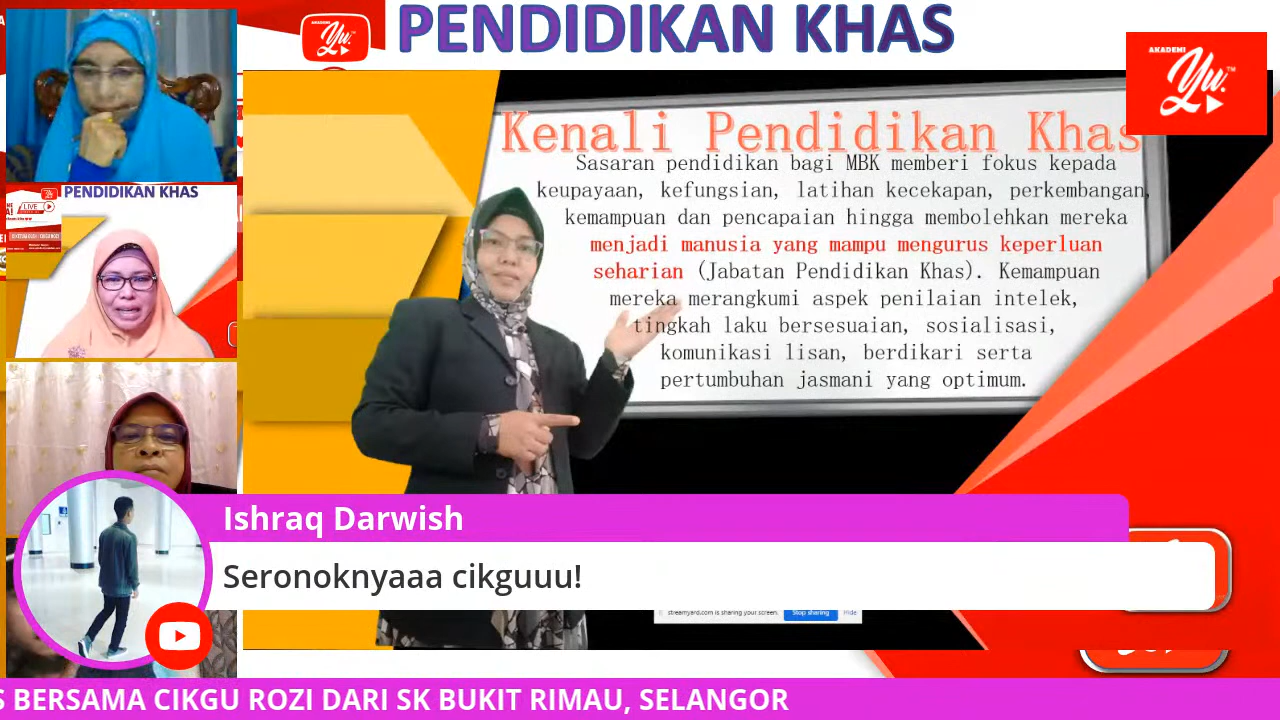 PENDIDIKAN KHAS
AKADEMI
Yu.
PENDIDIKAN KHAS
LIVE
Kenali Pendidikan Khas
Sasaran pendidikan bagi MBK memberi fokus kepada
keupayaan, kefungsian, latihan kecekapan, perkembangan,
kemampuan dan pencapaian hingga membolehkan mereka
menjadi manusia yang mampu mengurus keperluan
seharian (Jabatan Pendidikan Khas). Kemampuan
mereka merangkumi aspek penilaian intelek,
tingkah laku bersesuaian, sosialisasi,
komunikasi lisan, berdikari serta
pertumbuhan jasmani yang optimum.
Ishraq Darwish
Seronoknyaaa cikguuu!
streamyard.com is sharing your screen.
Stop sharing
Hide
S BERSAMA CIKGU ROZI DARI SK BUKIT RIMAU, SELANGOR